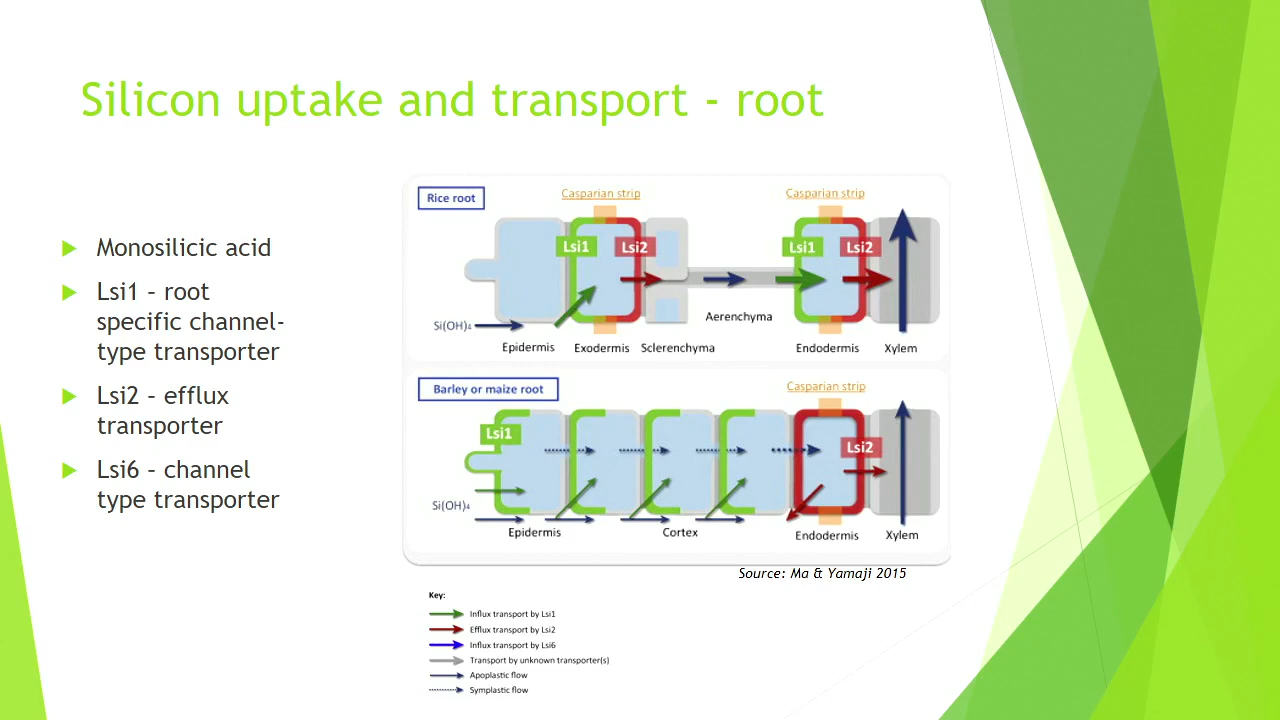 Silicon uptake and transport - root
Monosilicic acid
Lsi1 – root
specific channel-
type transporter
Lsi2 – efflux
transporter
Lsi6 – channel
type transporter
Rice root
Casparian strip
Casparian strip
Lsi1
Lsi2
Lsi1
Lsi2
Aerenchyma
Si(OH)₄
Epidermis
Exodermis
Sclerenchyma
Endodermis
Xylem
Barley or maize root
Casparian strip
Lsi1
Lsi2
Si(OH)₄
Epidermis
Cortex
Endodermis
Xylem
Source: Ma & Yamaji 2015
Key:
Influx transport by Lsi1
Efflux transport by Lsi2
Influx transport by Lsi6
Transport by unknown transporter(s)
Apoplastic flow
Symplastic flow